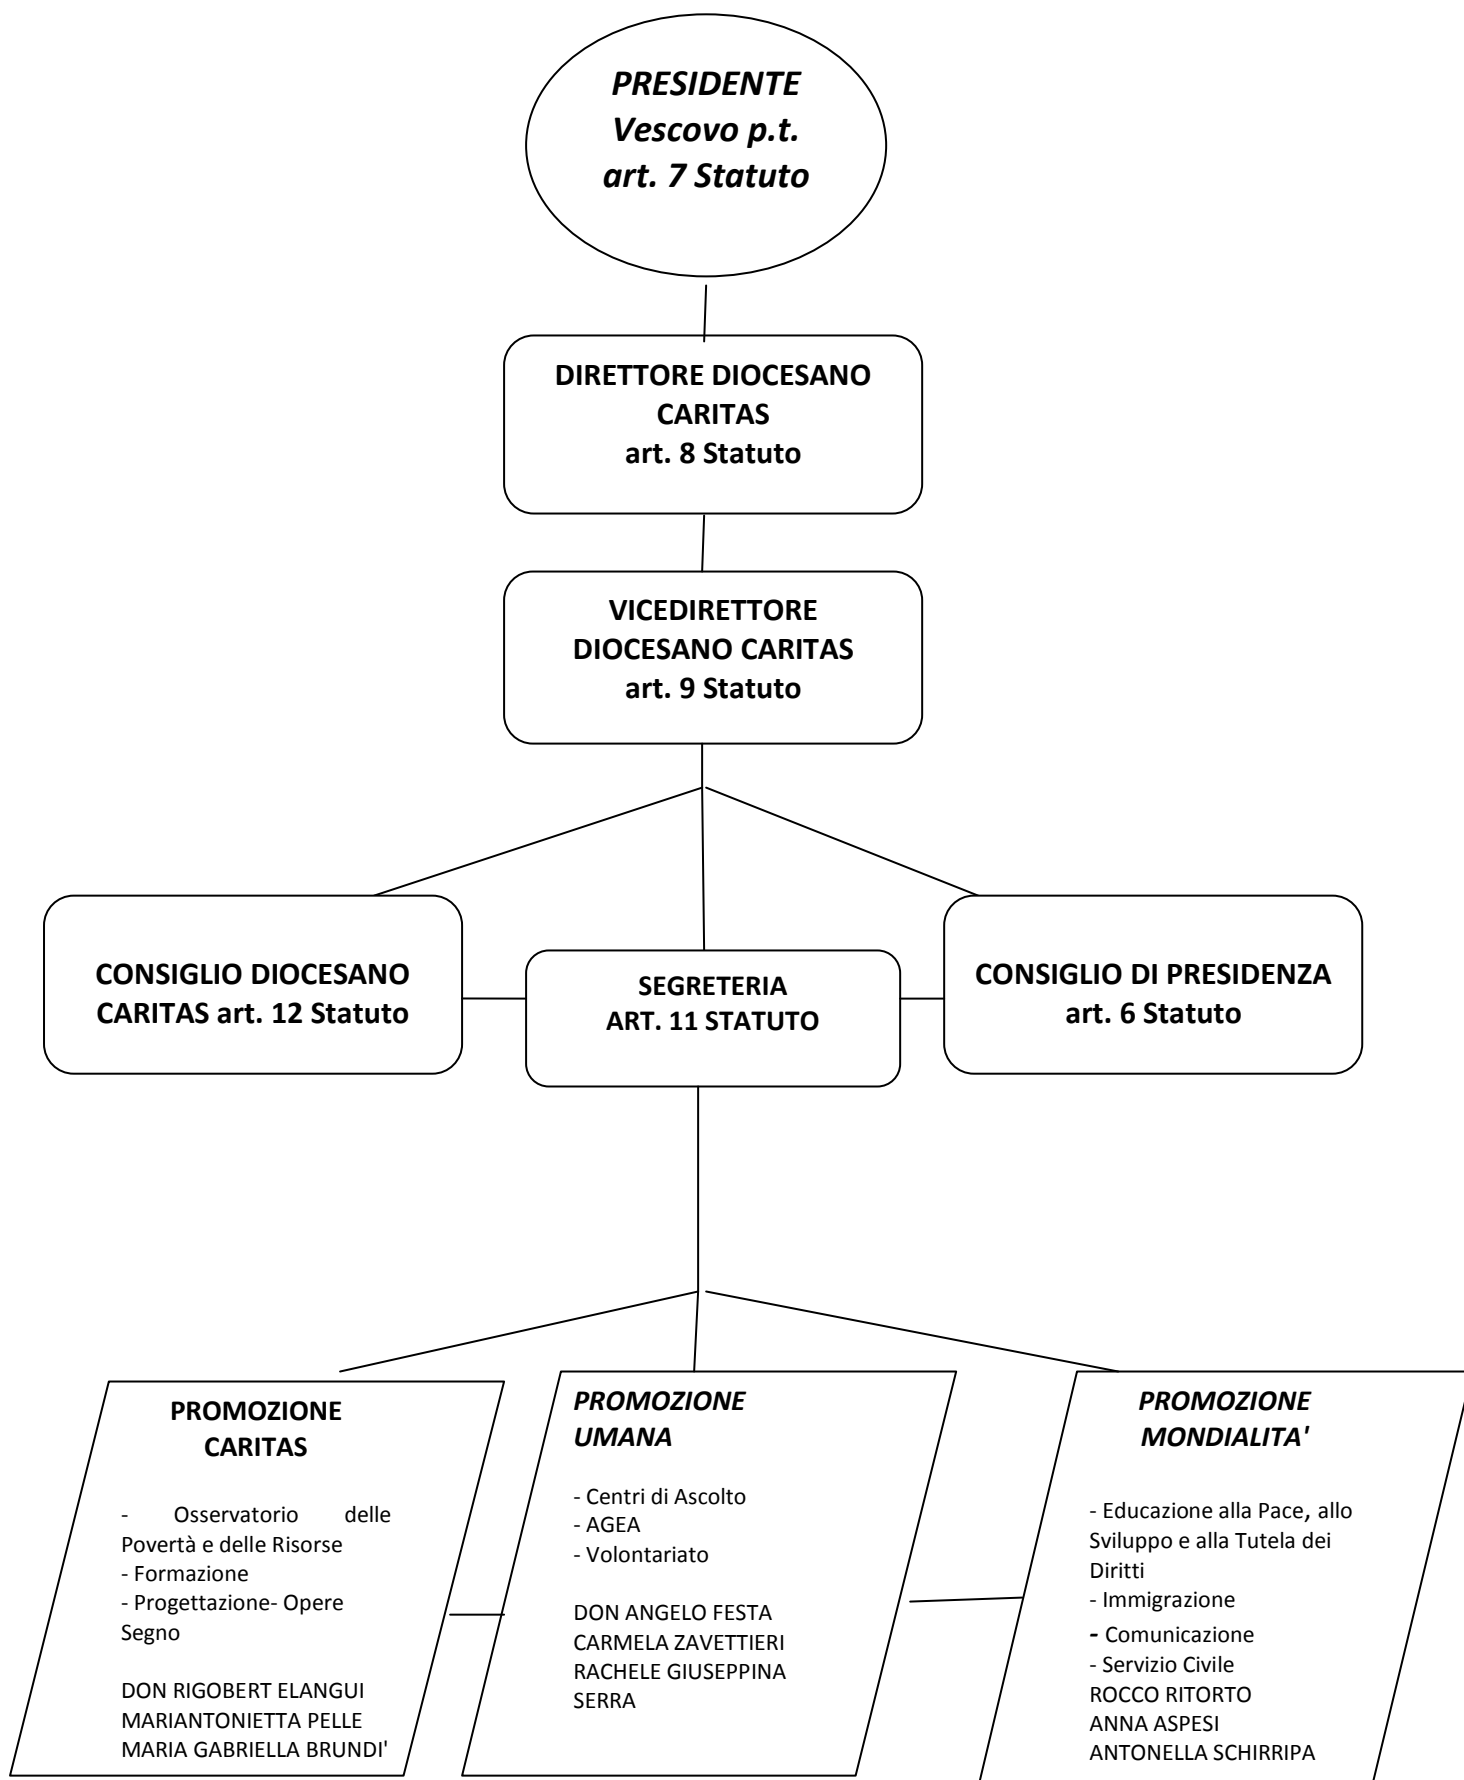 PRESIDENTE
Vescovo p.t.
art. 7 Statuto
DIRETTORE DIOCESANO
CARITAS
art. 8 Statuto
VICEDIRETTORE
DIOCESANO CARITAS
art. 9 Statuto
CONSIGLIO DIOCESANO
CARITAS art. 12 Statuto
SEGRETERIA
ART. 11 STATUTO
CONSIGLIO DI PRESIDENZA
art. 6 Statuto
PROMOZIONE
CARITAS
- Osservatorio delle
Povertà e delle Risorse
- Formazione
- Progettazione- Opere
Segno
DON RIGOBERT ELANGUI
MARIANTONIETTA PELLE
MARIA GABRIELLA BRUNDI'
PROMOZIONE
UMANA
- Centri di Ascolto
- AGEA
- Volontariato
DON ANGELO FESTA
CARMELA ZAVETTIERI
RACHELE GIUSEPPINA
SERRA
PROMOZIONE
MONDIALITA'
- Educazione alla Pace, allo
Sviluppo e alla Tutela dei
Diritti
- Immigrazione
- Comunicazione
- Servizio Civile
ROCCO RITORTO
ANNA ASPESI
ANTONELLA SCHIRRIPA